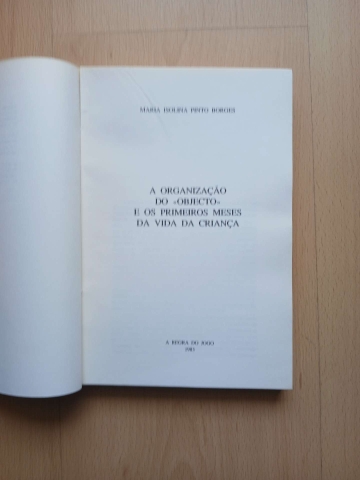 MARIA ISOLINA PINTO BORGES
A ORGANIZAÇÃO
DO «OBJECTO»
E OS PRIMEIROS MESES
DA VIDA DA CRIANÇA
A REGRA DO JOGO